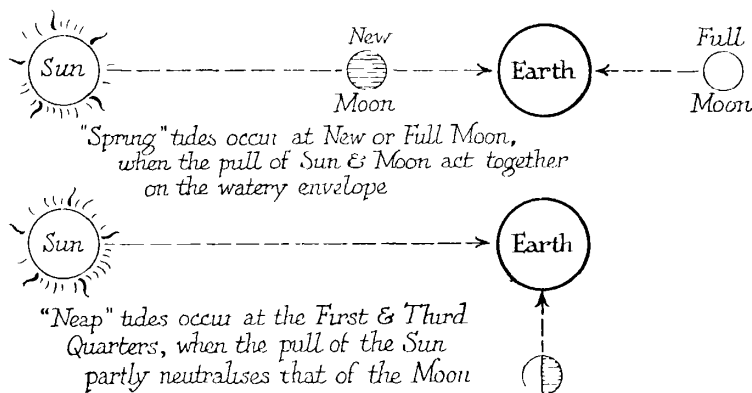 New
Full
Sun
Earth
Moon
Moon
"Spring" tides occur at New or Full Moon,
when the pull of Sun & Moon act together
on the watery envelope
Sun
Earth
"Neap" tides occur at the First & Third
Quarters, when the pull of the Sun
partly neutralises that of the Moon